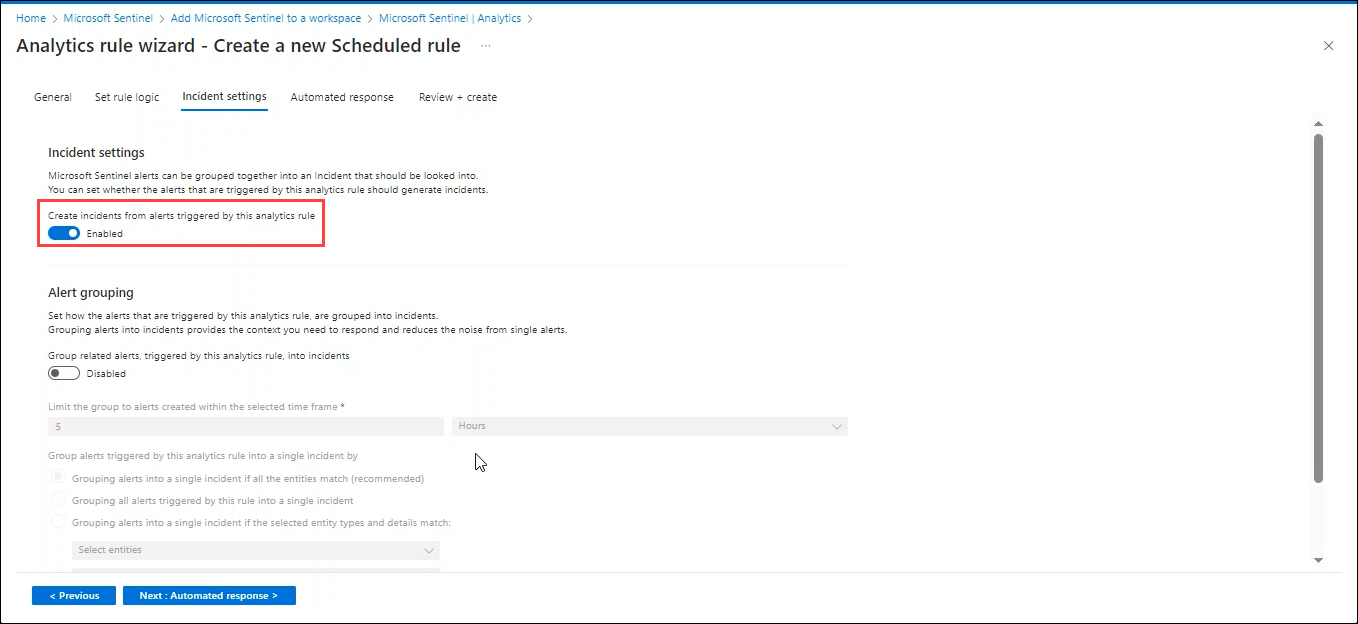 Home > Microsoft Sentinel > Add Microsoft Sentinel to a workspace > Microsoft Sentinel | Analytics >
Analytics rule wizard - Create a new Scheduled rule ...
General Set rule logic Incident settings Automated response Review + create
Incident settings
Microsoft Sentinel alerts can be grouped together into an Incident that should be looked into.
You can set whether the alerts that are triggered by this analytics rule should generate incidents.
Create incidents from alerts triggered by this analytics rule
Enabled
Alert grouping
Set how the alerts that are triggered by this analytics rule, are grouped into incidents.
Grouping alerts into incidents provides the context you need to respond and reduces the noise from single alerts.
Group related alerts, triggered by this analytics rule, into incidents
Disabled
Limit the group to alerts created within the selected time frame *
5 Hours
Group alerts triggered by this analytics rule into a single incident by
Grouping alerts into a single incident if all the entities match (recommended)
Grouping all alerts triggered by this rule into a single incident
Grouping alerts into a single incident if the selected entity types and details match:
Select entities
< Previous Next : Automated response >